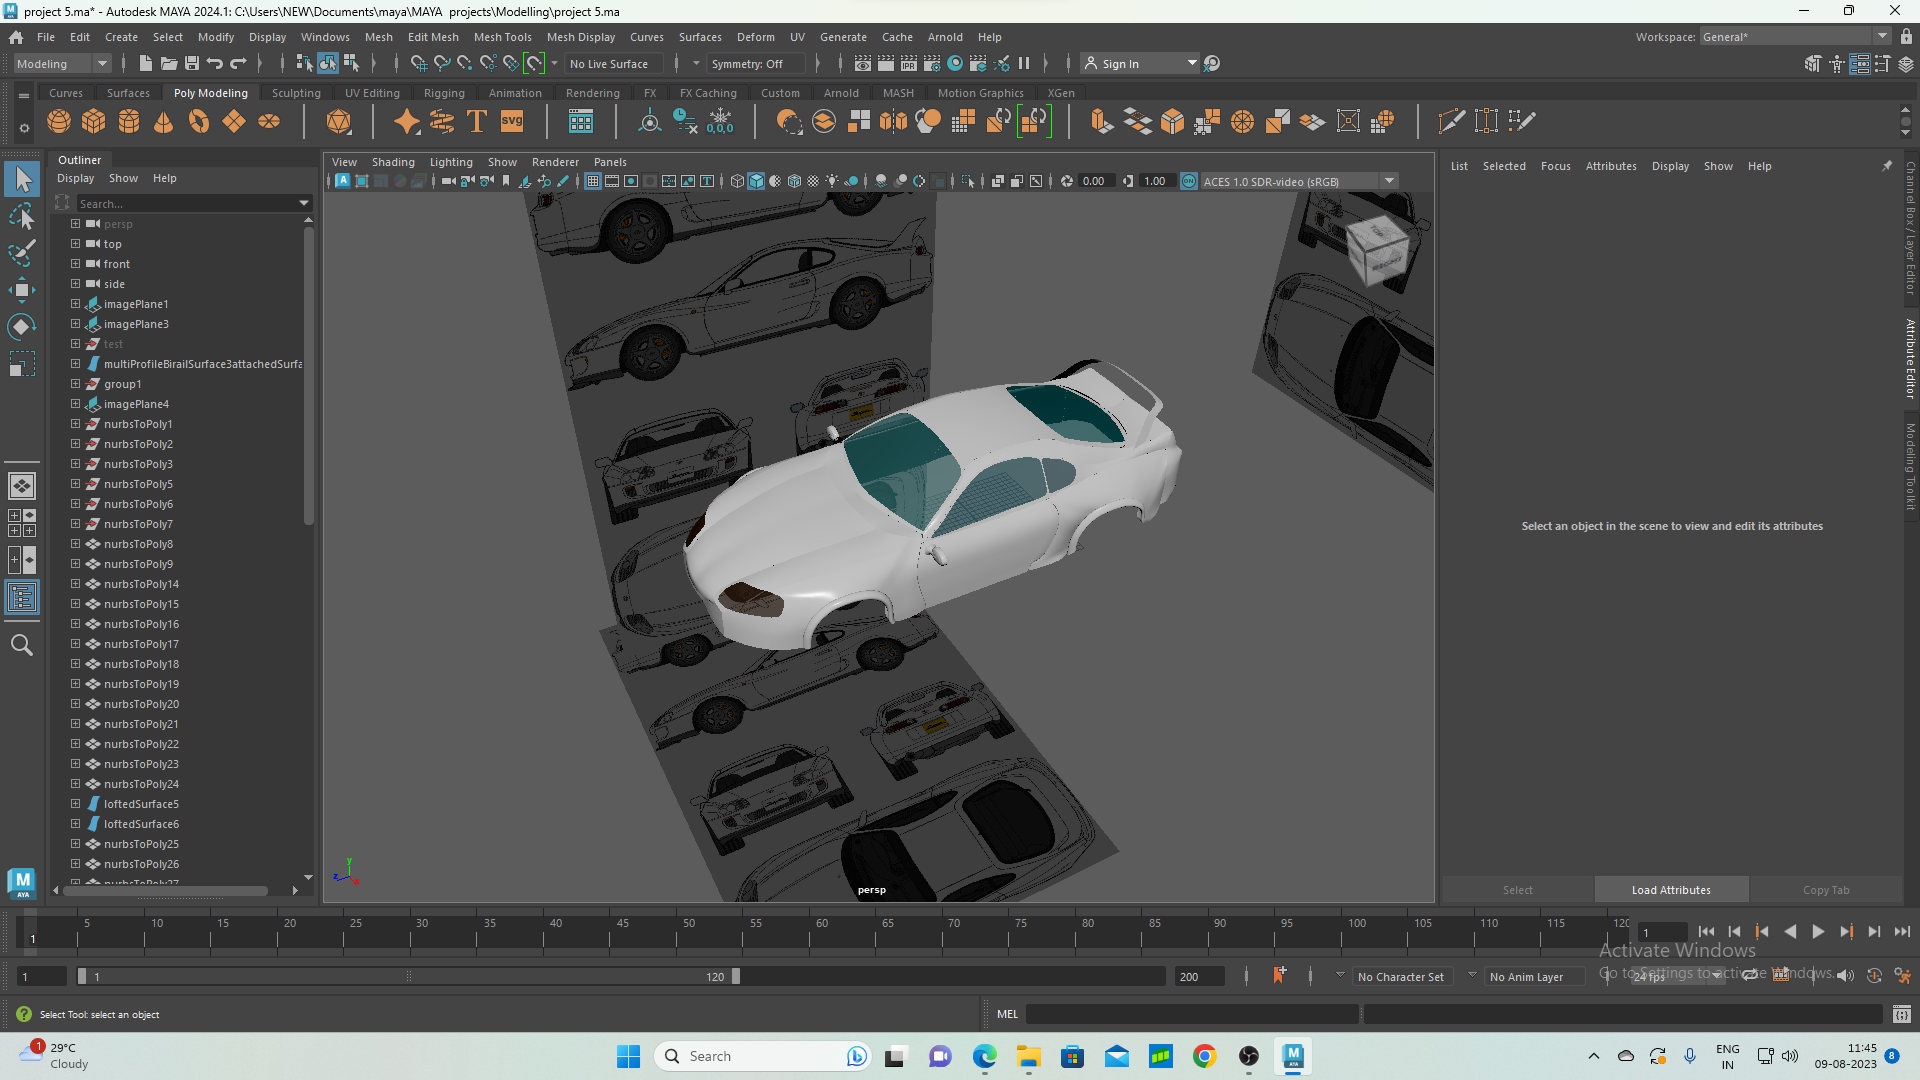 project 5.ma* - Autodesk MAYA 2024.1: C:\Users\NEW\Documents\maya\MAYA projects\Modelling\project 5.ma
File Edit Create Select Modify Display Windows Mesh Edit Mesh Mesh Tools Mesh Display Curves Surfaces Deform UV Generate Cache Arnold Help
Workspace: General*
Modeling
No Live Surface
Symmetry: Off
IPR
Sign In
Curves Surfaces Poly Modeling Sculpting UV Editing Rigging Animation Rendering FX FX Caching Custom Arnold MASH Motion Graphics XGen
T
SVG
0,0,0
Outliner
Display Show Help
Search...
persp
top
front
side
imagePlane1
imagePlane3
test
multiProfileBirailSurface3attachedSurfa
group1
imagePlane4
nurbsToPoly1
nurbsToPoly2
nurbsToPoly3
nurbsToPoly5
nurbsToPoly6
nurbsToPoly7
nurbsToPoly8
nurbsToPoly9
nurbsToPoly14
nurbsToPoly15
nurbsToPoly16
nurbsToPoly17
nurbsToPoly18
nurbsToPoly19
nurbsToPoly20
nurbsToPoly21
nurbsToPoly22
nurbsToPoly23
nurbsToPoly24
loftedSurface5
loftedSurface6
nurbsToPoly25
nurbsToPoly26
nurbsToPoly27
View Shading Lighting Show Renderer Panels
0.00
1.00
ON
ACES 1.0 SDR-video (sRGB)
y
z
x
persp
List Selected Focus Attributes Display Show Help
Select an object in the scene to view and edit its attributes
Select
Load Attributes
Copy Tab
Channel Box / Layer Editor
Attribute Editor
Modeling Toolkit
M
AYA
5 10 15 20 25 30 35 40 45 50 55 60 65 70 75 80 85 90 95 100 105 110 115 120
1
1
1
1
120
200
No Character Set
No Anim Layer
24 fps
Activate Windows
Go to Settings to activate Windows.
Select Tool: select an object
MEL
1
29°C
Cloudy
Search
ENG
IN
11:45
09-08-2023
8